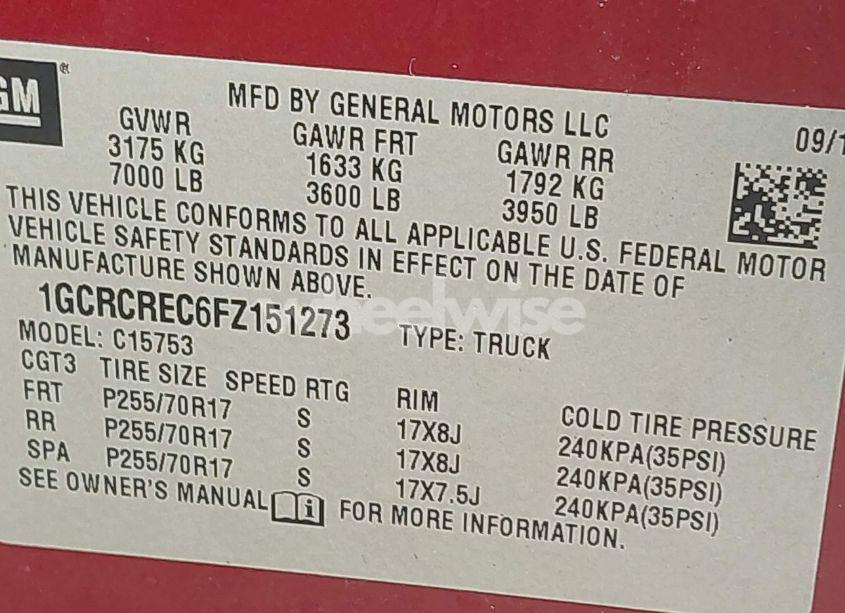 GM®
MFD BY GENERAL MOTORS LLC
09/1
GVWR GAWR FRT GAWR RR
3175 KG 1633 KG 1792 KG
7000 LB 3600 LB 3950 LB
THIS VEHICLE CONFORMS TO ALL APPLICABLE U.S. FEDERAL MOTOR
VEHICLE SAFETY STANDARDS IN EFFECT ON THE DATE OF
MANUFACTURE SHOWN ABOVE.
1GCRCREC6FZ151273 TYPE: TRUCK
wheelwise
MODEL: C15753
CGT3 TIRE SIZE SPEED RTG RIM COLD TIRE PRESSURE
FRT P255/70R17 S 17X8J 240KPA(35PSI)
RR P255/70R17 S 17X8J 240KPA(35PSI)
SPA P255/70R17 S 17X7.5J 240KPA(35PSI)
SEE OWNER'S MANUAL i FOR MORE INFORMATION.